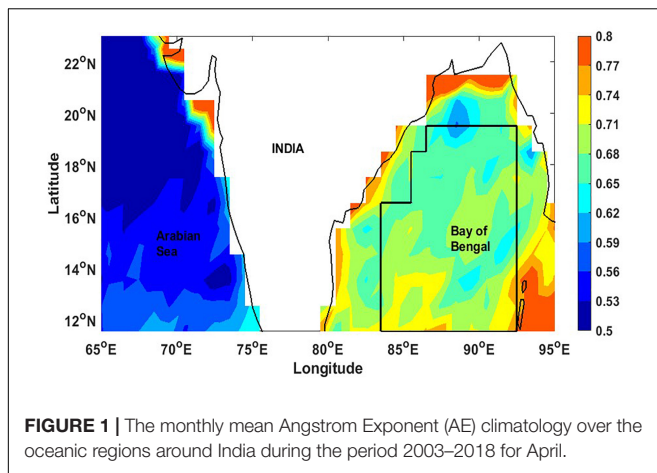 22°N
20°N
18°N
16°N
14°N
12°N
Latitude
INDIA
Arabian
Sea
Bay of
Bengal
65°E 70°E 75°E 80°E 85°E 90°E 95°E
Longitude
0.8
0.77
0.74
0.71
0.68
0.65
0.62
0.59
0.56
0.53
0.5
FIGURE 1 | The monthly mean Angstrom Exponent (AE) climatology over the
oceanic regions around India during the period 2003–2018 for April.